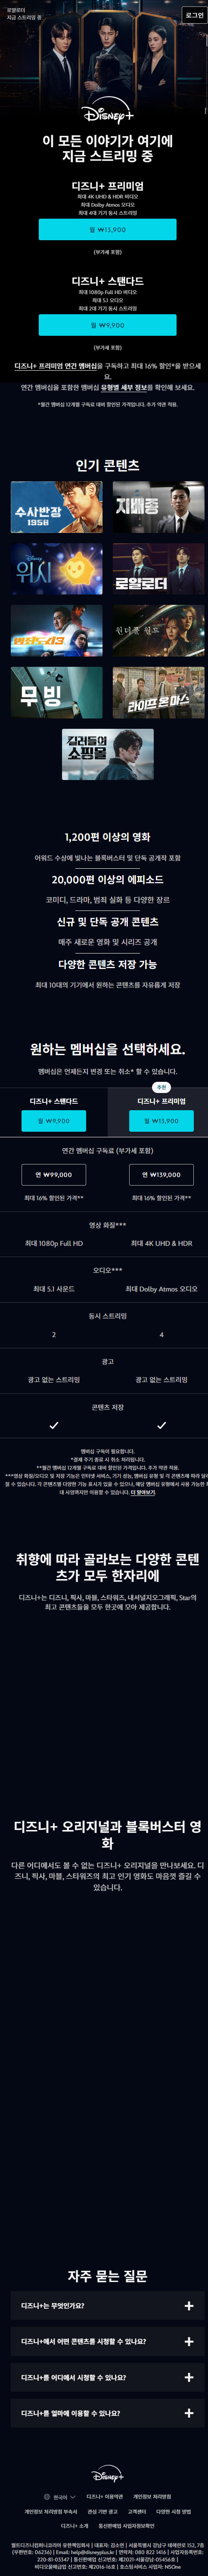 로얄로더
지금 스트리밍 중
로그인
Disney+
이 모든 이야기가 여기에
지금 스트리밍 중
디즈니+ 프리미엄
최대 4K UHD & HDR 비디오
최대 Dolby Atmos 오디오
최대 4대 기기 동시 스트리밍
월 ₩13,900
(부가세 포함)
디즈니+ 스탠다드
최대 1080p Full HD 비디오
최대 5.1 오디오
최대 2대 기기 동시 스트리밍
월 ₩9,900
(부가세 포함)
디즈니+ 프리미엄 연간 멤버십을 구독하고 최대 16% 할인*을 받으세
요.
연간 멤버십을 포함한 멤버십 유형별 세부 정보를 확인해 보세요.
*월간 멤버십 12개월 구독료 대비 할인된 가격입니다. 추가 약관 적용.
인기 콘텐츠
수사반장
1958
지배종
Disney
위시
로얄로더
원더풀 월드
무빙
라이프 온 마스
킬러들의
쇼핑몰
1,200편 이상의 영화
어워드 수상에 빛나는 블록버스터 및 단독 공개작 포함
20,000편 이상의 에피소드
코미디, 드라마, 범죄 실화 등 다양한 장르
신규 및 단독 공개 콘텐츠
매주 새로운 영화 및 시리즈 공개
다양한 콘텐츠 저장 가능
최대 10대의 기기에서 원하는 콘텐츠를 자유롭게 저장
원하는 멤버십을 선택하세요.
멤버십은 언제든지 변경 또는 취소* 할 수 있습니다.
추천
디즈니+ 스탠다드
디즈니+ 프리미엄
월 ₩9,900
월 ₩13,900
연간 멤버십 구독료 (부가세 포함)
연 ₩99,000
연 ₩139,000
최대 16% 할인된 가격**
최대 16% 할인된 가격**
영상 화질***
최대 1080p Full HD
최대 4K UHD & HDR
오디오***
최대 5.1 사운드
최대 Dolby Atmos 오디오
동시 스트리밍
2
4
광고
광고 없는 스트리밍
광고 없는 스트리밍
콘텐츠 저장
멤버십 구독이 필요합니다.
*결제 주기 종료 시 취소 처리됩니다.
**월간 멤버십 12개월 구독료 대비 할인된 가격입니다. 추가 약관 적용.
***영상 화질/오디오 및 저장 기능은 인터넷 서비스, 기기 성능, 멤버십 유형 및 각 콘텐츠에 따라 달라
질 수 있습니다. 각 콘텐츠별 다양한 기능 표시가 있을 수 있으나, 해당 멤버십 유형에서 사용 가능한 최
대 사양까지만 이용할 수 있습니다. 더 알아보기.
취향에 따라 골라보는 다양한 콘텐
츠가 모두 한자리에
디즈니+는 디즈니, 픽사, 마블, 스타워즈, 내셔널지오그래픽, Star의
최고 콘텐츠들을 모두 한곳에 모아 제공합니다.
디즈니+ 오리지널과 블록버스터 영
화
다른 어디에서도 볼 수 없는 디즈니+ 오리지널을 만나보세요. 디
즈니, 픽사, 마블, 스타워즈의 최고 인기 영화도 마음껏 즐길 수
있습니다.
자주 묻는 질문
디즈니+는 무엇인가요?
디즈니+에서 어떤 콘텐츠를 시청할 수 있나요?
디즈니+를 어디에서 시청할 수 있나요?
디즈니+를 얼마에 이용할 수 있나요?
Disney+
한국어
디즈니+ 이용약관
개인정보 처리방침
개인정보 처리방침 부속서
관심 기반 광고
고객센터
다양한 시청 방법
디즈니+ 소개
통신판매업 사업자정보확인
월트디즈니컴퍼니코리아 유한책임회사 | 대표자: 김소연 | 서울특별시 강남구 테헤란로 152, 7층
(우편번호: 06236) | Email: help@disneyplus.kr | 연락처: 080 822 1416 | 사업자등록번호:
220-81-03347 | 통신판매업 신고번호: 제2021-서울강남-05456호 |
비디오물배급업 신고번호: 제2016-16호 | 호스팅서비스 사업자: NSOne